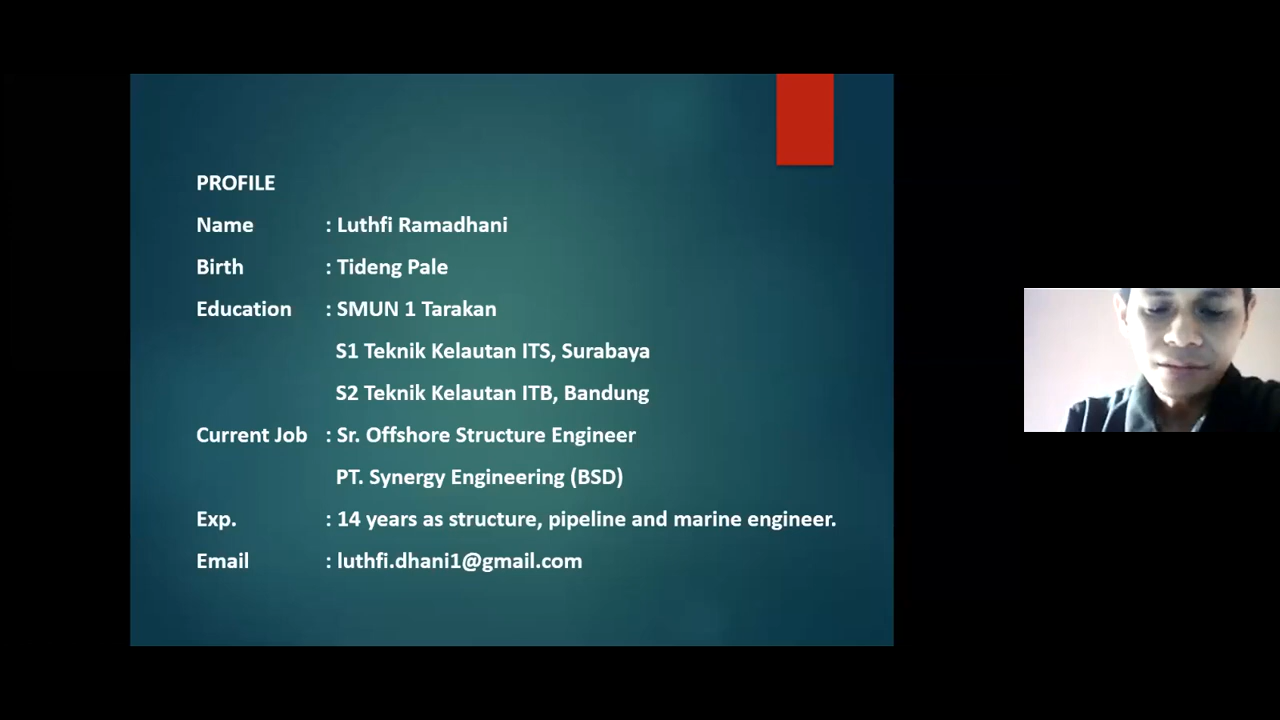 PROFILE
Name : Luthfi Ramadhani
Birth : Tideng Pale
Education : SMUN 1 Tarakan
S1 Teknik Kelautan ITS, Surabaya
S2 Teknik Kelautan ITB, Bandung
Current Job : Sr. Offshore Structure Engineer
PT. Synergy Engineering (BSD)
Exp. : 14 years as structure, pipeline and marine engineer.
Email : luthfi.dhani1@gmail.com